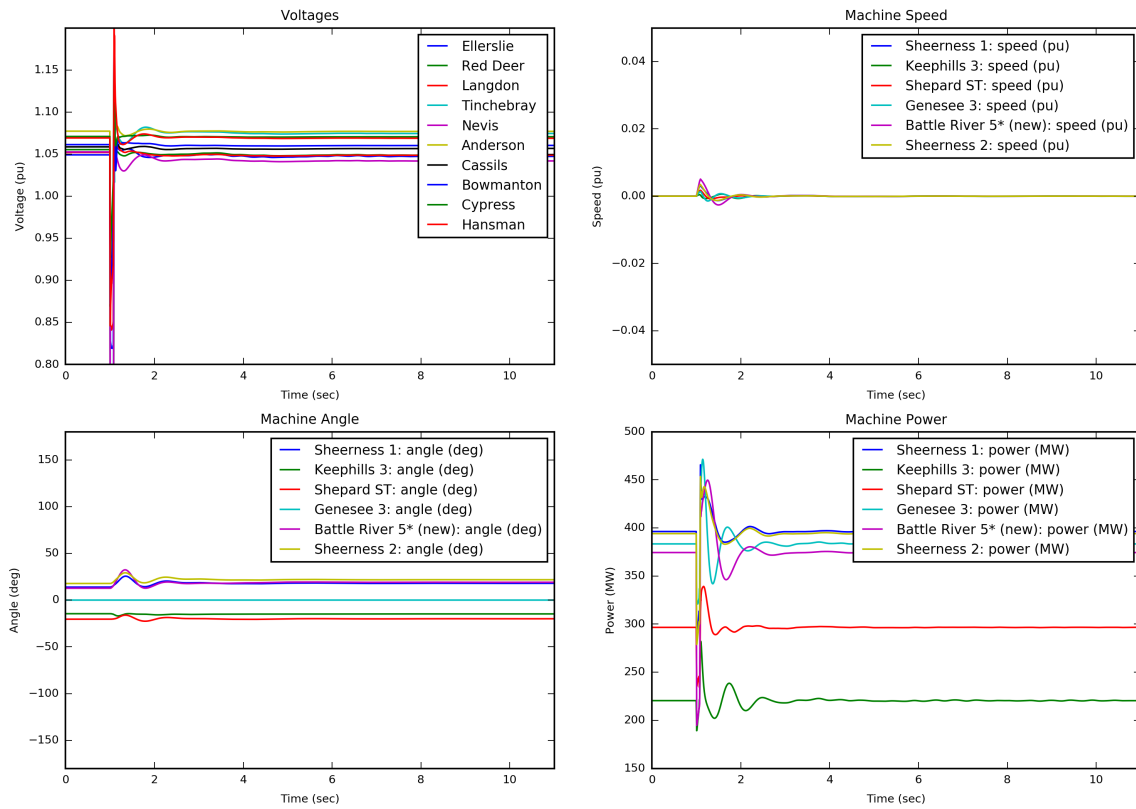 Voltages
1.15
1.10
1.05
1.00
0.95
0.90
0.85
0.80
Voltage (pu)
0
2
4
6
8
10
Time (sec)
Ellerslie
Red Deer
Langdon
Tinchebray
Nevis
Anderson
Cassils
Bowmanton
Cypress
Hansman
Machine Speed
0.04
0.02
0.00
−0.02
−0.04
Speed (pu)
0
2
4
6
8
10
Time (sec)
Sheerness 1: speed (pu)
Keephills 3: speed (pu)
Shepard ST: speed (pu)
Genesee 3: speed (pu)
Battle River 5* (new): speed (pu)
Sheerness 2: speed (pu)
Machine Angle
150
100
50
0
−50
−100
−150
Angle (deg)
0
2
4
6
8
10
Time (sec)
Sheerness 1: angle (deg)
Keephills 3: angle (deg)
Shepard ST: angle (deg)
Genesee 3: angle (deg)
Battle River 5* (new): angle (deg)
Sheerness 2: angle (deg)
Machine Power
500
450
400
350
300
250
200
150
Power (MW)
0
2
4
6
8
10
Time (sec)
Sheerness 1: power (MW)
Keephills 3: power (MW)
Shepard ST: power (MW)
Genesee 3: power (MW)
Battle River 5* (new): power (MW)
Sheerness 2: power (MW)